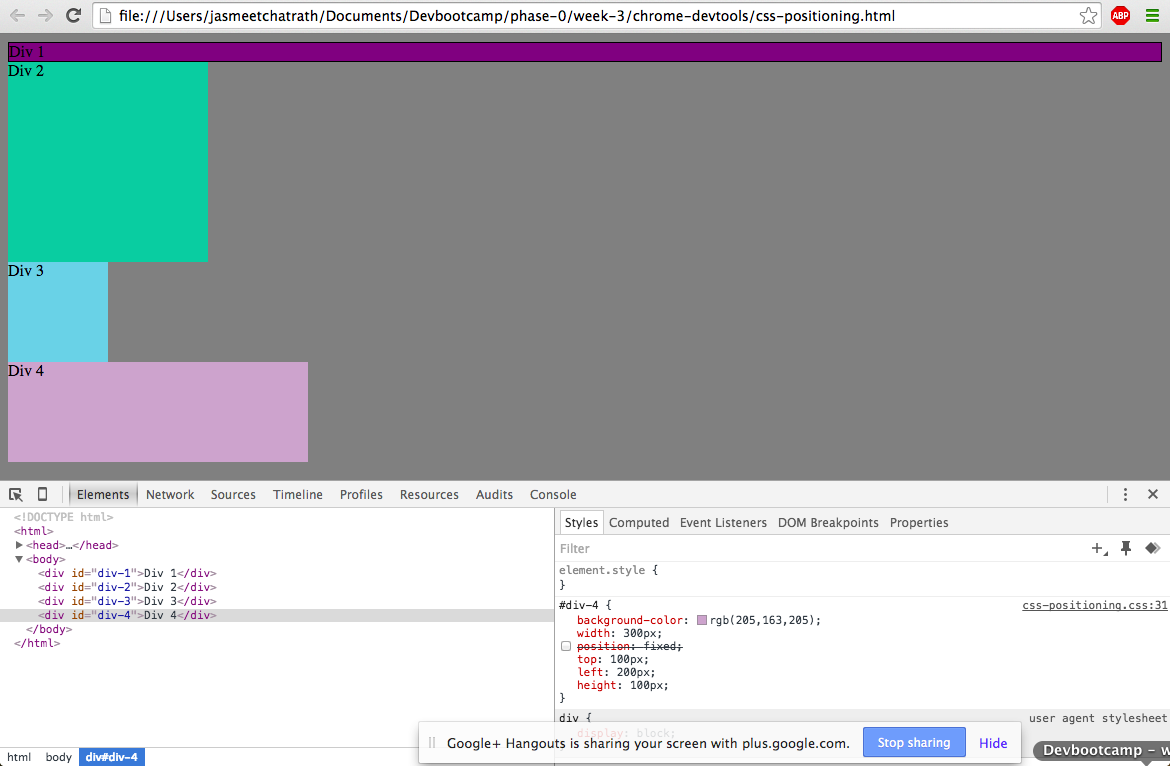 file:///Users/jasmeetchatrath/Documents/Devbootcamp/phase-0/week-3/chrome-devtools/css-positioning.html
ABP
Div 1
Div 2
Div 3
Div 4
Elements Network Sources Timeline Profiles Resources Audits Console
<!DOCTYPE html>
<html>
<head>…</head>
<body>
<div id="div-1">Div 1</div>
<div id="div-2">Div 2</div>
<div id="div-3">Div 3</div>
<div id="div-4">Div 4</div>
</body>
</html>
html body div#div-4
Styles Computed Event Listeners DOM Breakpoints Properties
Filter
element.style {
}
#div-4 { css-positioning.css:31
background-color: rgb(205,163,205);
width: 300px;
position: fixed;
top: 100px;
left: 200px;
height: 100px;
}
div { user agent stylesheet
display: block;
Google+ Hangouts is sharing your screen with plus.google.com. Stop sharing Hide
Devbootcamp – w